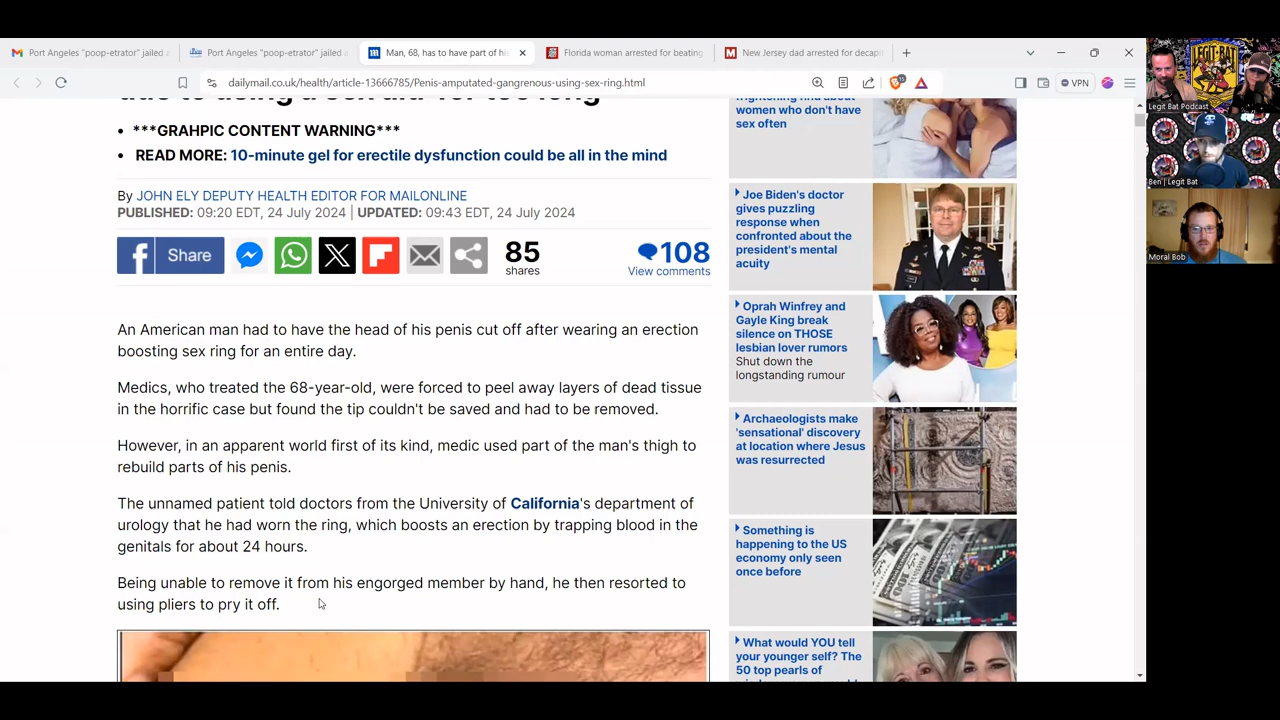 Port Angeles "poop-etrator" jailed a
Port Angeles "poop-etrator" jailed a
Man, 68, has to have part of his
Florida woman arrested for beating
New Jersey dad arrested for decapi
dailymail.co.uk/health/article-13666785/Penis-amputated-gangrenous-using-sex-ring.html
VPN
due to using a sex aid 'for too long'
***GRAHPIC CONTENT WARNING***
READ MORE: 10-minute gel for erectile dysfunction could be all in the mind
By JOHN ELY DEPUTY HEALTH EDITOR FOR MAILONLINE
PUBLISHED: 09:20 EDT, 24 July 2024 | UPDATED: 09:43 EDT, 24 July 2024
Share
85
shares
108
View comments
An American man had to have the head of his penis cut off after wearing an erection
boosting sex ring for an entire day.
Medics, who treated the 68-year-old, were forced to peel away layers of dead tissue
in the horrific case but found the tip couldn't be saved and had to be removed.
However, in an apparent world first of its kind, medic used part of the man's thigh to
rebuild parts of his penis.
The unnamed patient told doctors from the University of California's department of
urology that he had worn the ring, which boosts an erection by trapping blood in the
genitals for about 24 hours.
Being unable to remove it from his engorged member by hand, he then resorted to
using pliers to pry it off.
frightening find about
women who don't have
sex often
Joe Biden's doctor
gives puzzling
response when
confronted about the
president's mental
acuity
Oprah Winfrey and
Gayle King break
silence on THOSE
lesbian lover rumors
Shut down the
longstanding rumour
Archaeologists make
'sensational' discovery
at location where Jesus
was resurrected
Something is
happening to the US
economy only seen
once before
What would YOU tell
your younger self? The
50 top pearls of
LEGIT-BAT
Legit Bat Podcast
Ben | Legit Bat
Moral Bob